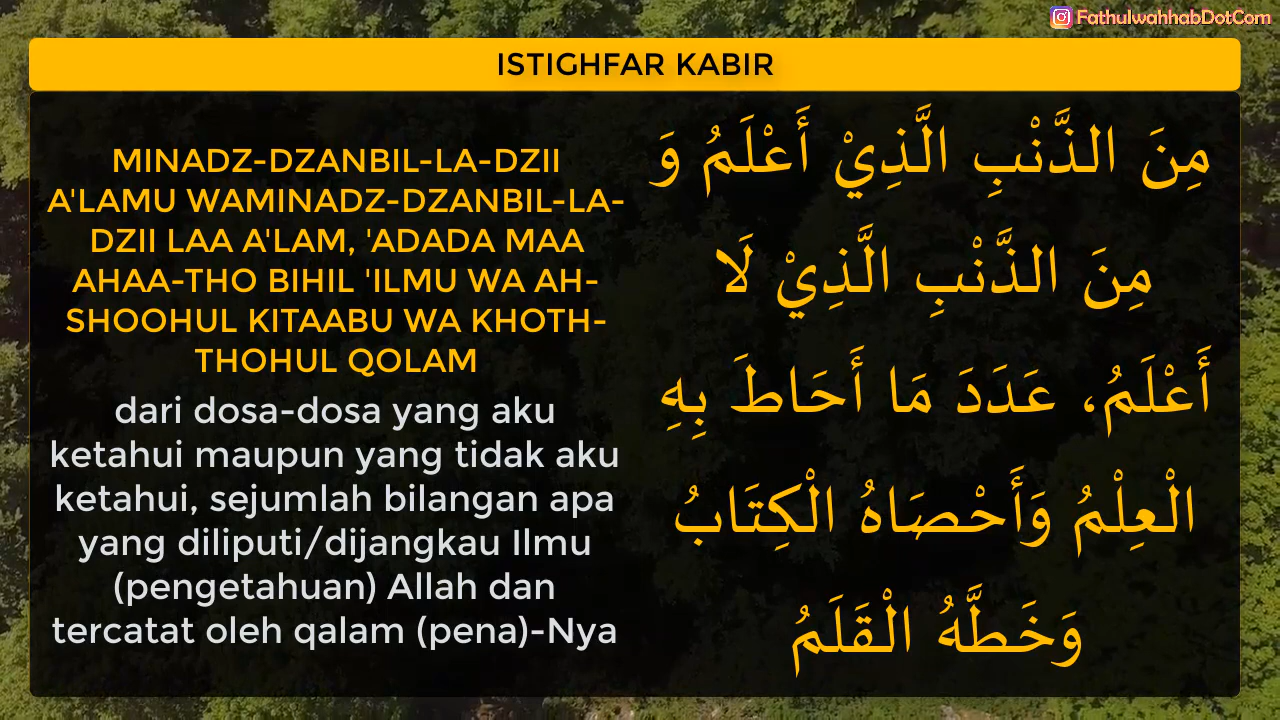 FathulwahhabDotCom
ISTIGHFAR KABIR
MINADZ-DZANBIL-LA-DZII
A'LAMU WAMINADZ-DZANBIL-LA-
DZII LAA A'LAM, 'ADADA MAA
AHAA-THO BIHIL 'ILMU WA AH-
SHOOHUL KITAABU WA KHOTH-
THOHUL QOLAM
dari dosa-dosa yang aku
ketahui maupun yang tidak aku
ketahui, sejumlah bilangan apa
yang diliputi/dijangkau Ilmu
(pengetahuan) Allah dan
tercatat oleh qalam (pena)-Nya
مِنَ الذَّنْبِ الَّذِيْ أَعْلَمُ وَ
مِنَ الذَّنْبِ الَّذِيْ لَا
أَعْلَمُ، عَدَدَ مَا أَحَاطَ بِهِ
الْعِلْمُ وَأَحْصَاهُ الْكِتَابُ
وَخَطَّهُ الْقَلَمُ